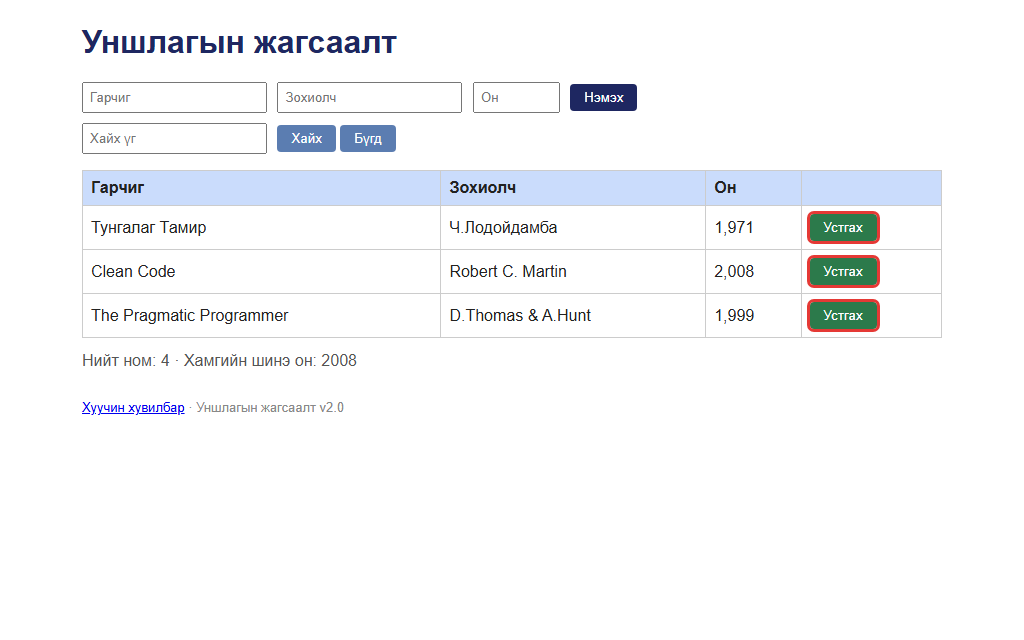 Уншлагын жагсаалт
Гарчиг Зохиолч Он Нэмэх
Хайх үг Хайх Бүгд
Гарчиг Зохиолч Он
Тунгалаг Тамир Ч.Лодойдамба 1,971 Устгах
Clean Code Robert C. Martin 2,008 Устгах
The Pragmatic Programmer D.Thomas & A.Hunt 1,999 Устгах
Нийт ном: 4 · Хамгийн шинэ он: 2008
Хуучин хувилбар · Уншлагын жагсаалт v2.0